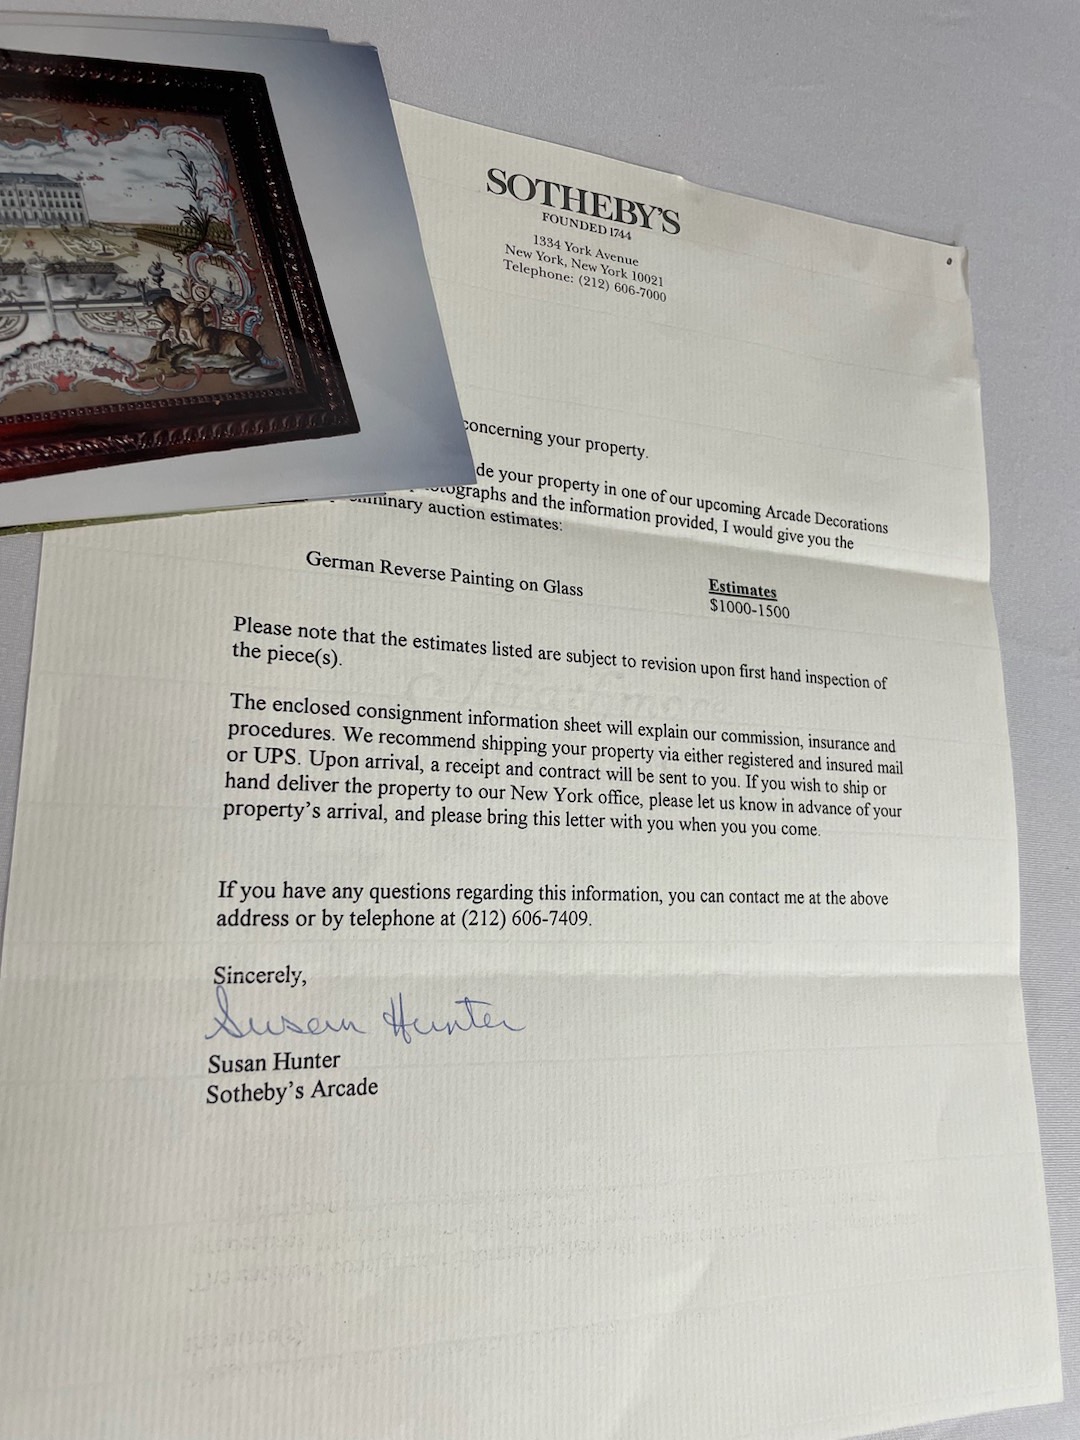 SOTHEBY'S
FOUNDED 1744
1334 York Avenue
New York, New York 10021
Telephone: (212) 606-7000
concerning your property.
de your property in one of our upcoming Arcade Decorations
tographs and the information provided, I would give you the
auction estimates:
Estimates
German Reverse Painting on Glass $1000-1500
Please note that the estimates listed are subject to revision upon first hand inspection of
the piece(s).
The enclosed consignment information sheet will explain our commission, insurance and
procedures. We recommend shipping your property via either registered and insured mail
or UPS. Upon arrival, a receipt and contract will be sent to you. If you wish to ship or
hand deliver the property to our New York office, please let us know in advance of your
property's arrival, and please bring this letter with you when you you come.
If you have any questions regarding this information, you can contact me at the above
address or by telephone at (212) 606-7409.
Sincerely,
Susan Hunter
Susan Hunter
Sotheby's Arcade